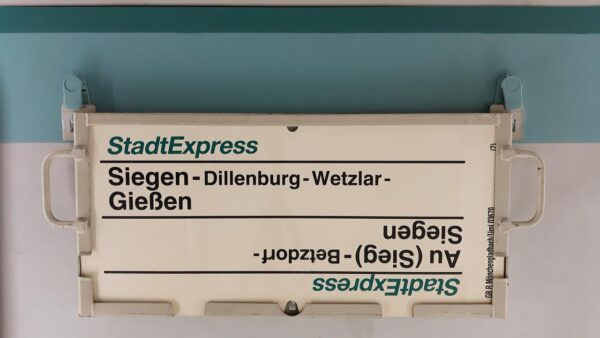 StadtExpress
Siegen - Dillenburg - Wetzlar -
Gießen
StadtExpress
Au (Sieg) - Betzdorf -
Siegen